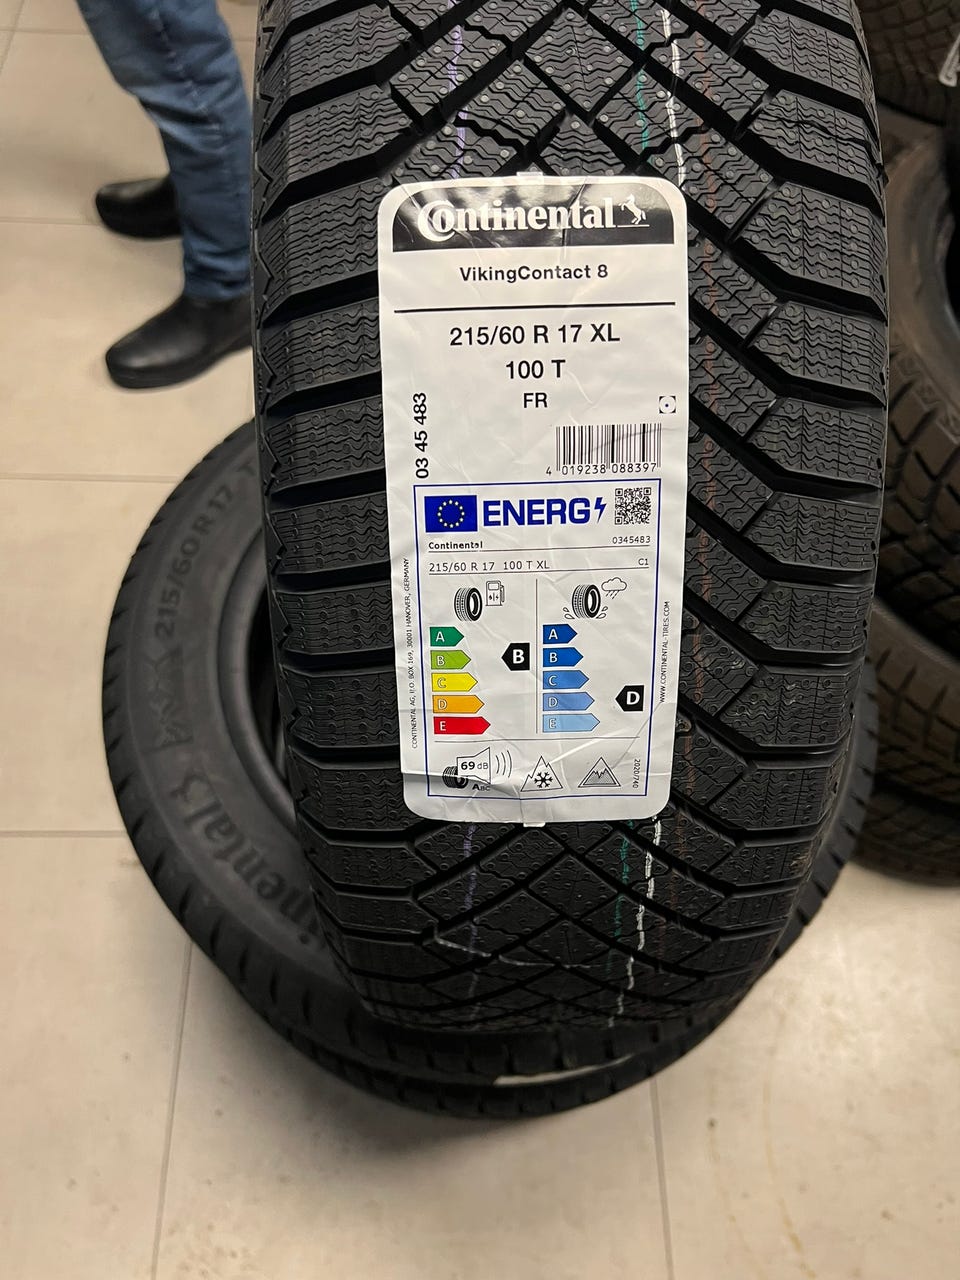 Continental
VikingContact 8
215/60 R 17 XL
100 T
FR
03 45 483
4 019238 088397
ENERG
Continental
0345483
215/60 R 17 100 T XL
C1
A
B
C
D
E
B
A
B
C
D
E
D
69 dB
ABC
2020/740
CONTINENTAL AG, P.O. BOX 169, 30001 HANOVER, GERMANY
WWW.CONTINENTAL-TIRES.COM
215/60 R 17